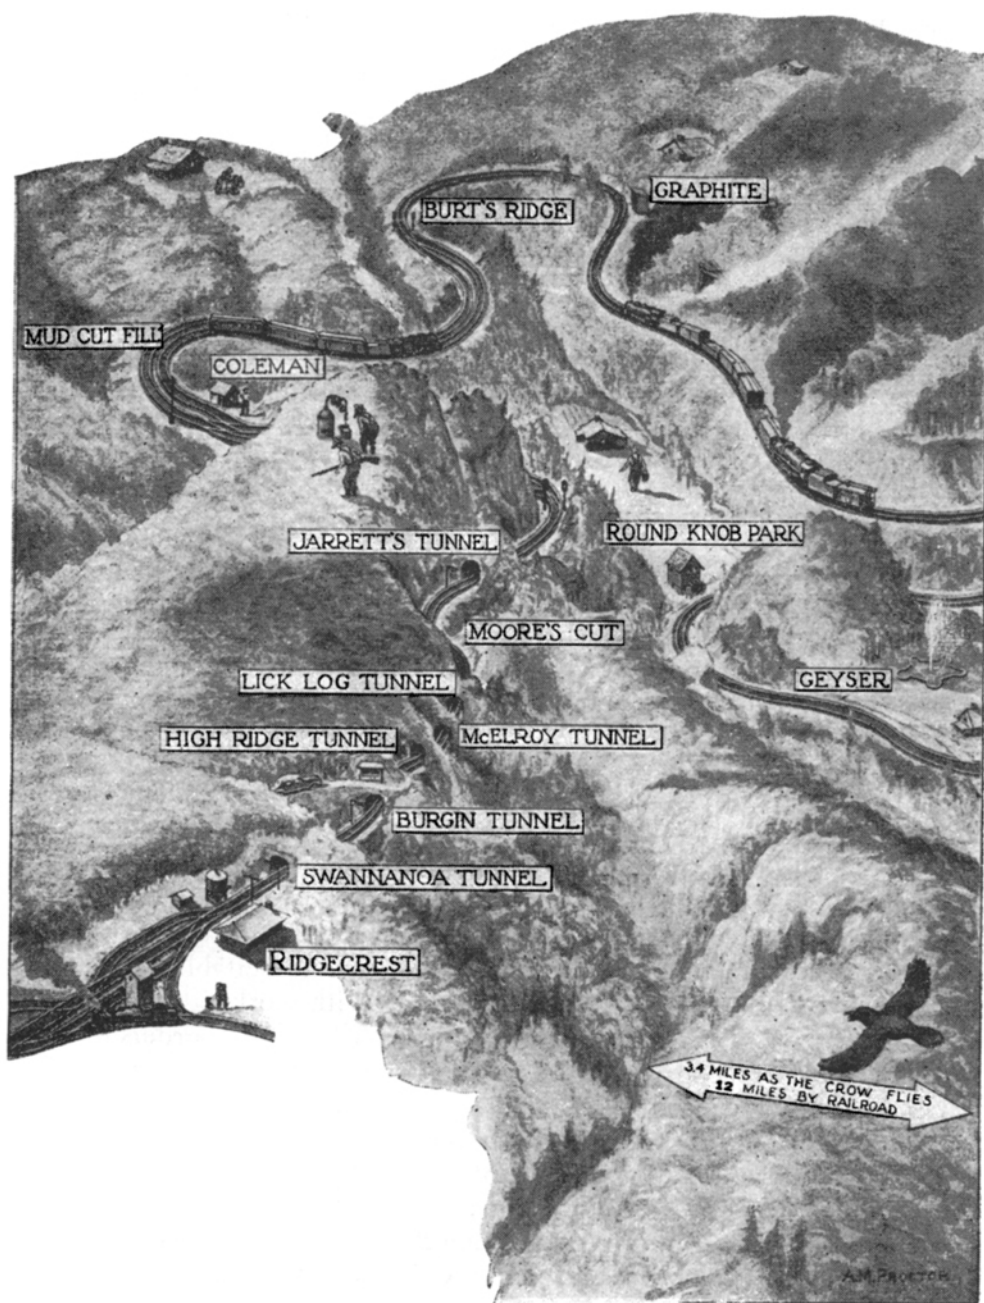 BURT'S RIDGE
GRAPHITE
MUD CUT FILL
COLEMAN
JARRETT'S TUNNEL
ROUND KNOB PARK
MOORE'S CUT
LICK LOG TUNNEL
GEYSER
HIGH RIDGE TUNNEL
McELROY TUNNEL
BURGIN TUNNEL
SWANNANOA TUNNEL
RIDGECREST
3.4 MILES AS THE CROW FLIES
12 MILES BY RAILROAD
A.M. PROCTOR